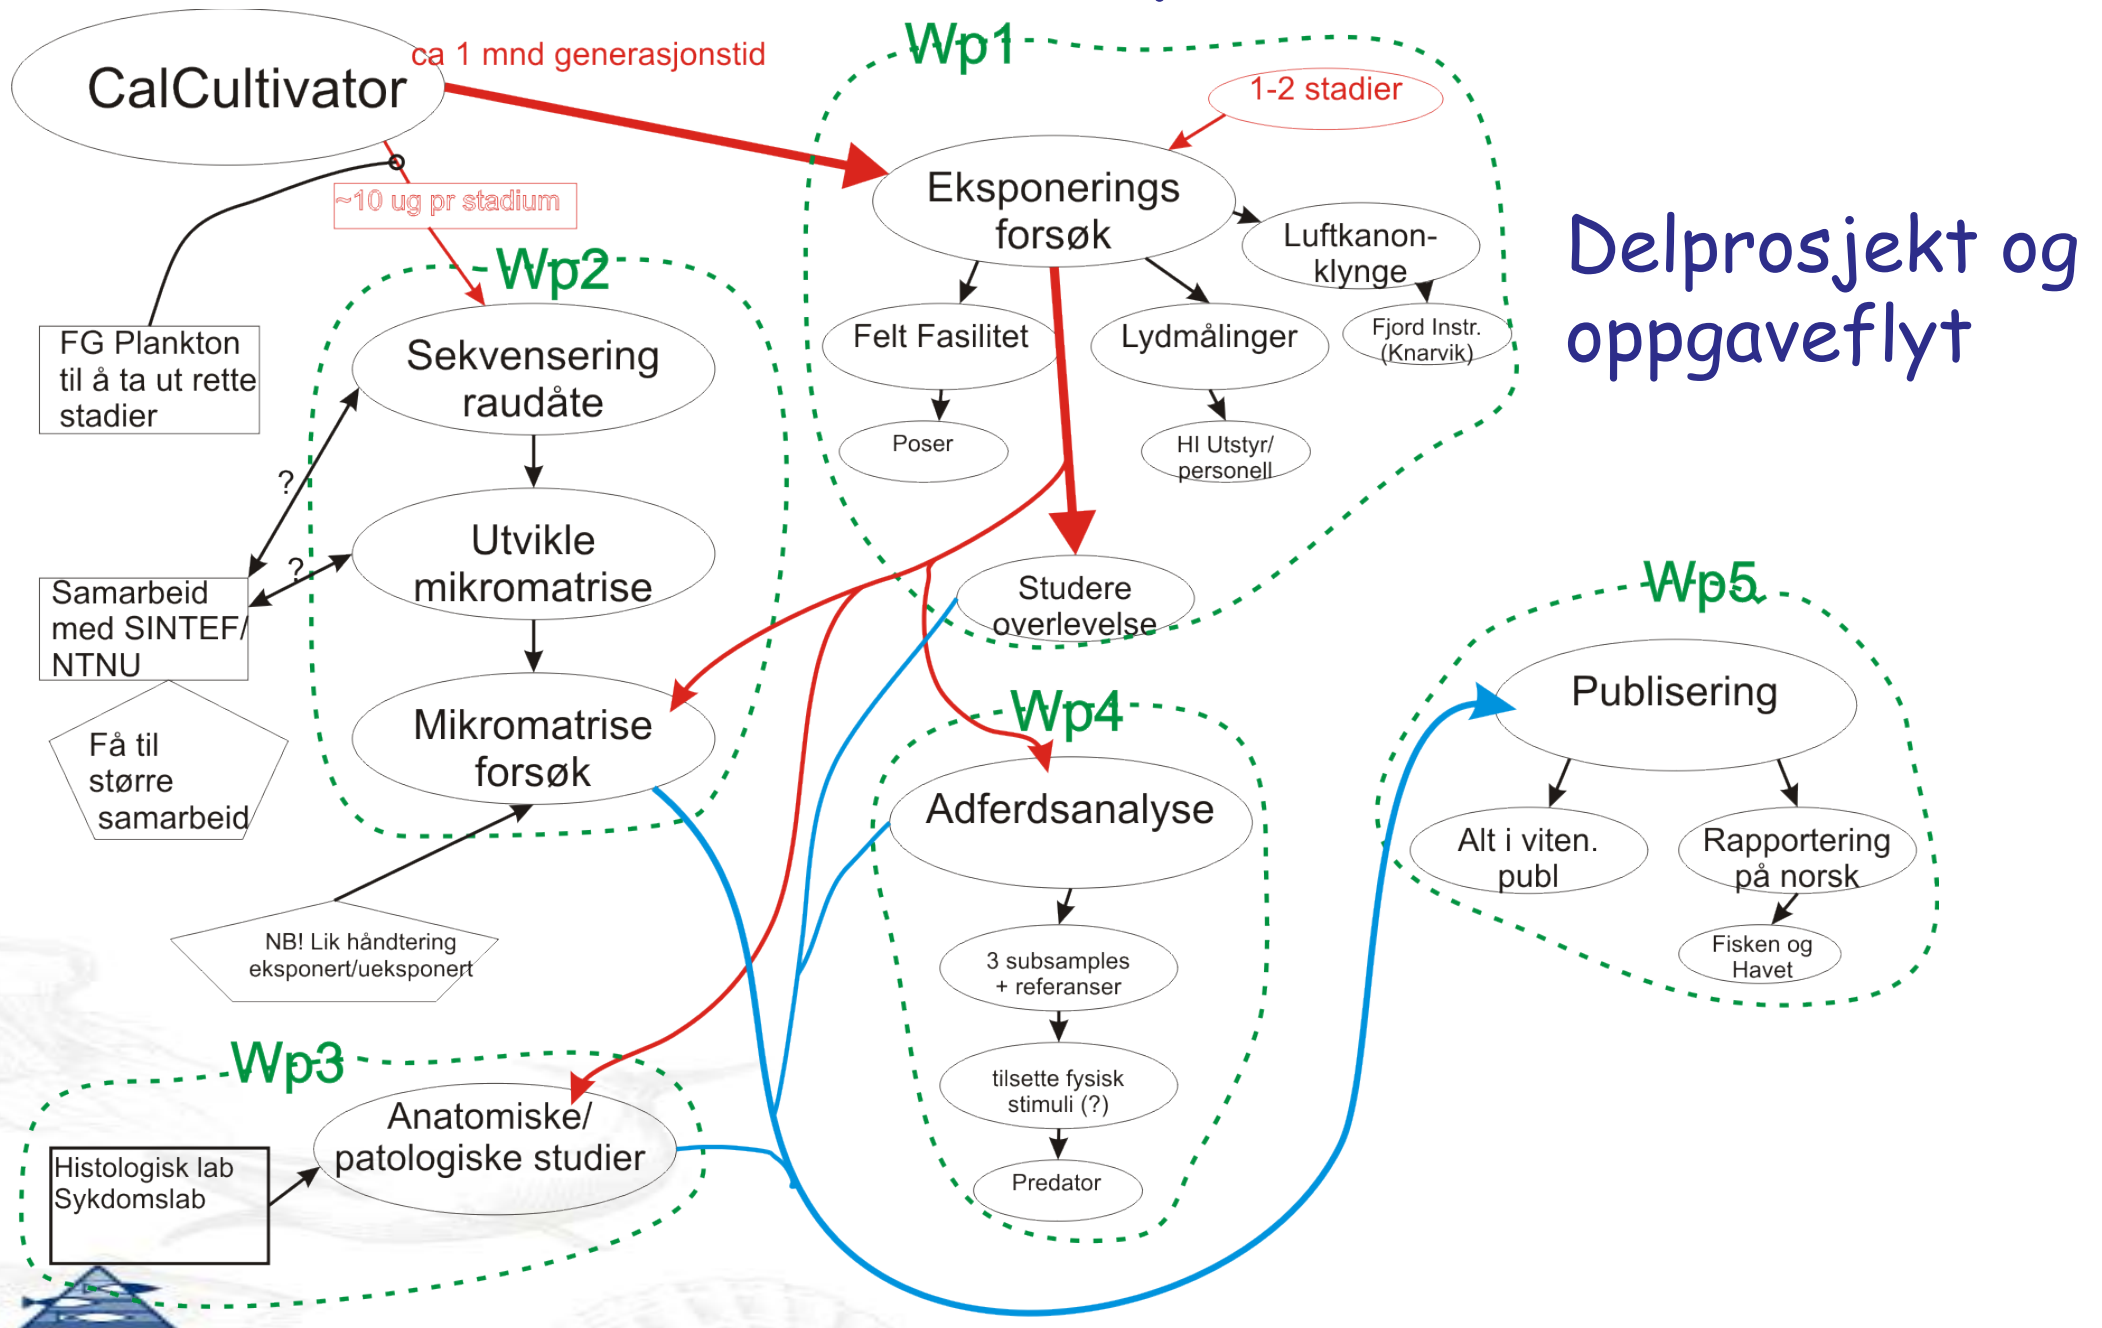 CalCultivator
ca 1 mnd generasjonstid
~10 ug pr stadium
FG Plankton
til å ta ut rette
stadier
Wp1
1-2 stadier
Eksponerings
forsøk
Luftkanon-
klynge
Fjord Instr.
(Knarvik)
Felt Fasilitet
Poser
Lydmålinger
HI Utstyr/
personell
Studere
overlevelse
Delprosjekt og
oppgaveflyt
Wp2
Sekvensering
raudåte
Utvikle
mikromatrise
Mikromatrise
forsøk
?
?
Samarbeid
med SINTEF/
NTNU
Få til
større
samarbeid
NB! Lik håndtering
eksponert/ueksponert
Wp3
Anatomiske/
patologiske studier
Histologisk lab
Sykdomslab
Wp4
Adferdsanalyse
3 subsamples
+ referanser
tilsette fysisk
stimuli (?)
Predator
Wp5
Publisering
Alt i viten.
publ
Rapportering
på norsk
Fisken og
Havet